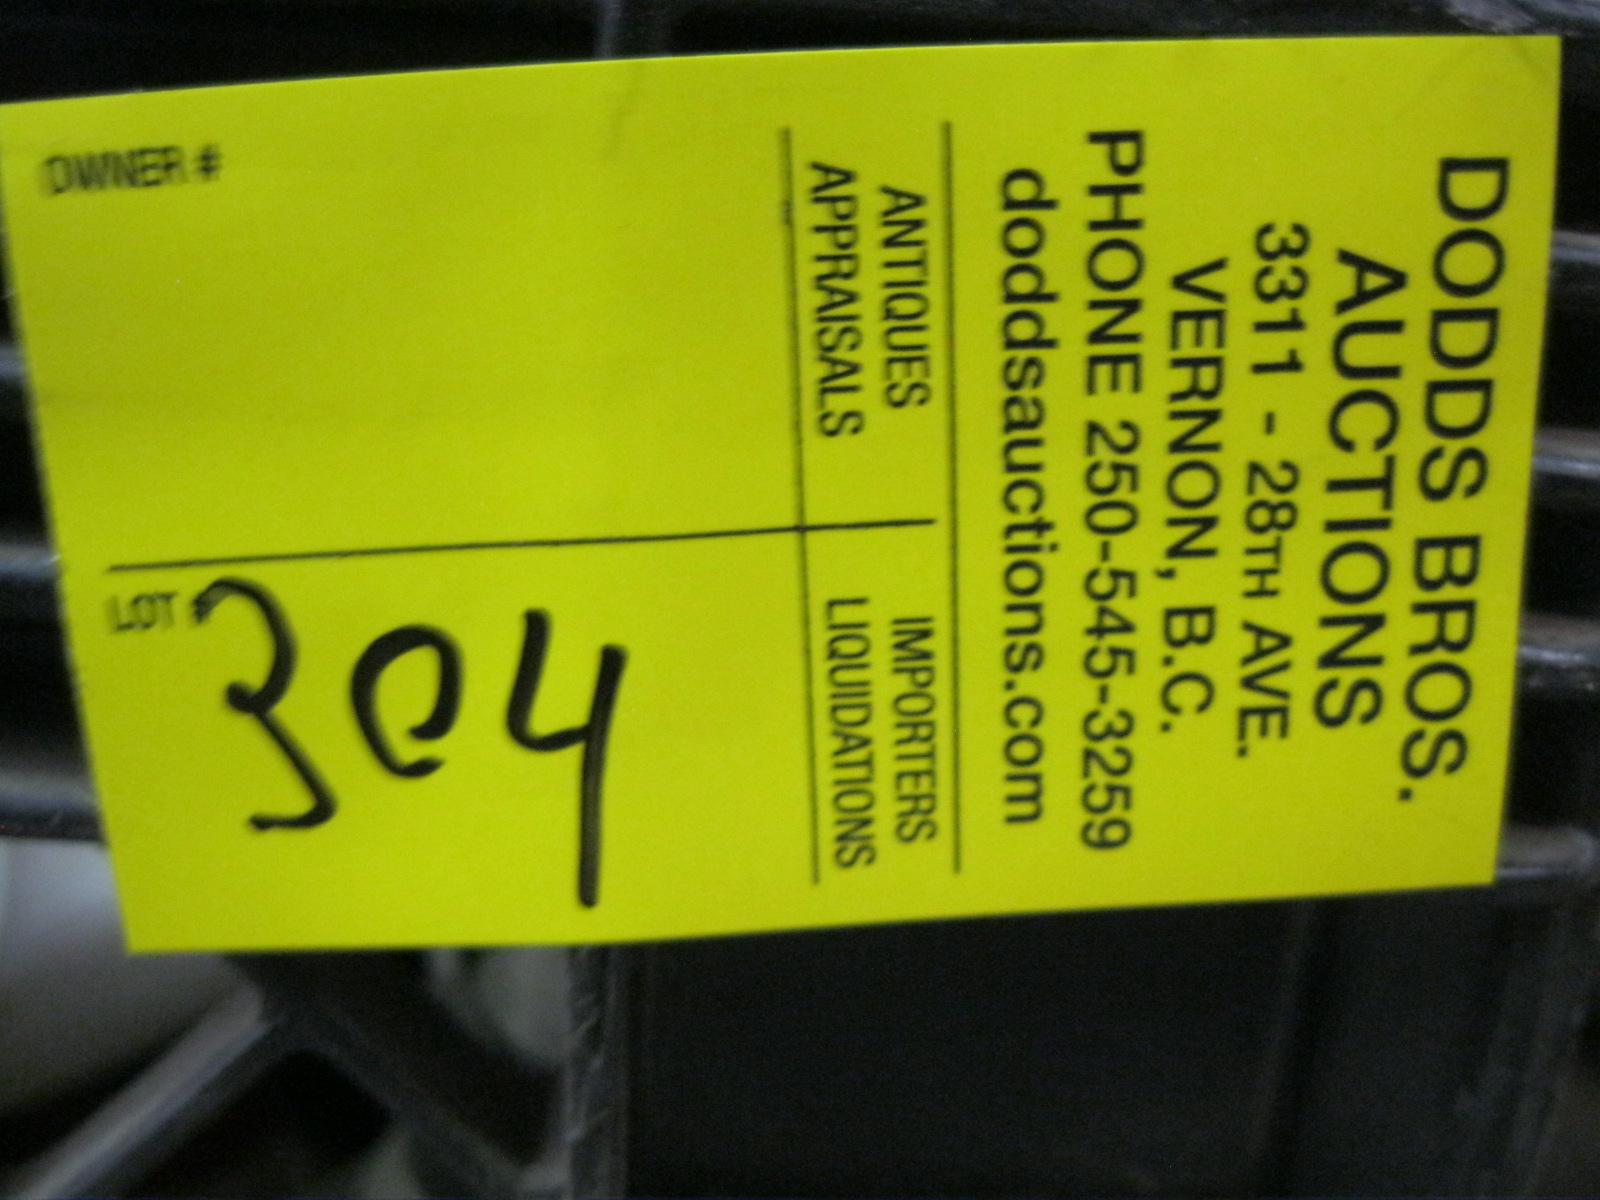 DODDS BROS.
AUCTIONS
3311 - 28TH AVE.
VERNON, B.C.
PHONE 250-545-3259
doddsauctions.com
ANTIQUES
APPRAISALS
IMPORTERS
LIQUIDATIONS
OWNER #
LOT #
304